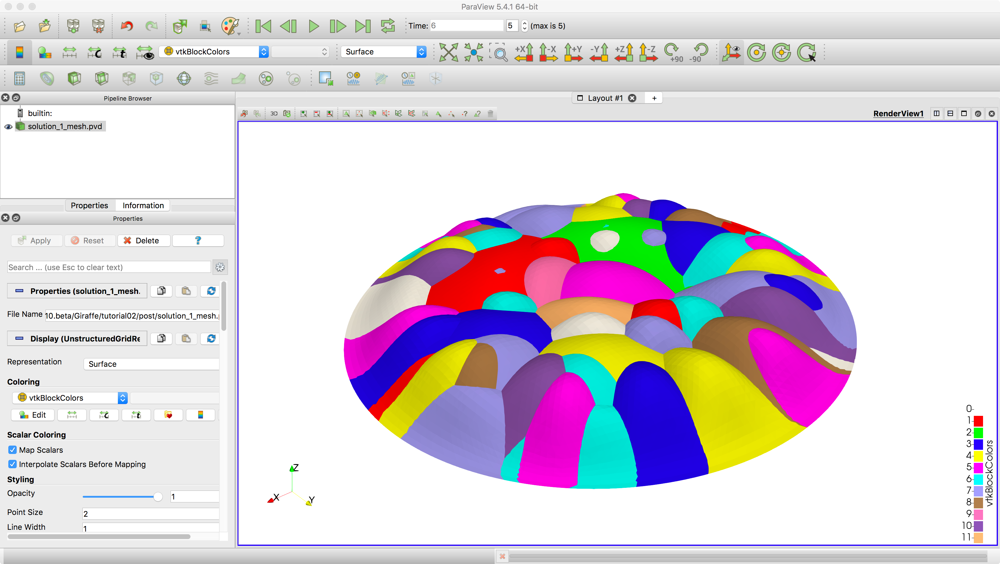 ParaView 5.4.1 64-bit
Time: 6 5 (max is 5)
vtkBlockColors Surface +X -X +Y -Y +Z -Z +90 -90
Pipeline Browser
builtin:
solution_1_mesh.pvd
Layout #1 +
3D RenderView1
Properties Information
Properties
Apply Reset Delete ?
Search ... (use Esc to clear text)
Properties (solution_1_mesh.
File Name 10.beta/Giraffe/tutorial02/post/solution_1_mesh.
Display (UnstructuredGridRe
Representation Surface
Coloring
vtkBlockColors
Edit
Scalar Coloring
Map Scalars
Interpolate Scalars Before Mapping
Styling
Opacity 1
Point Size 2
Line Width 1
Z
X
Y
0
1
2
3
4
5
6
7
8
9
10
11
vtkBlockColors